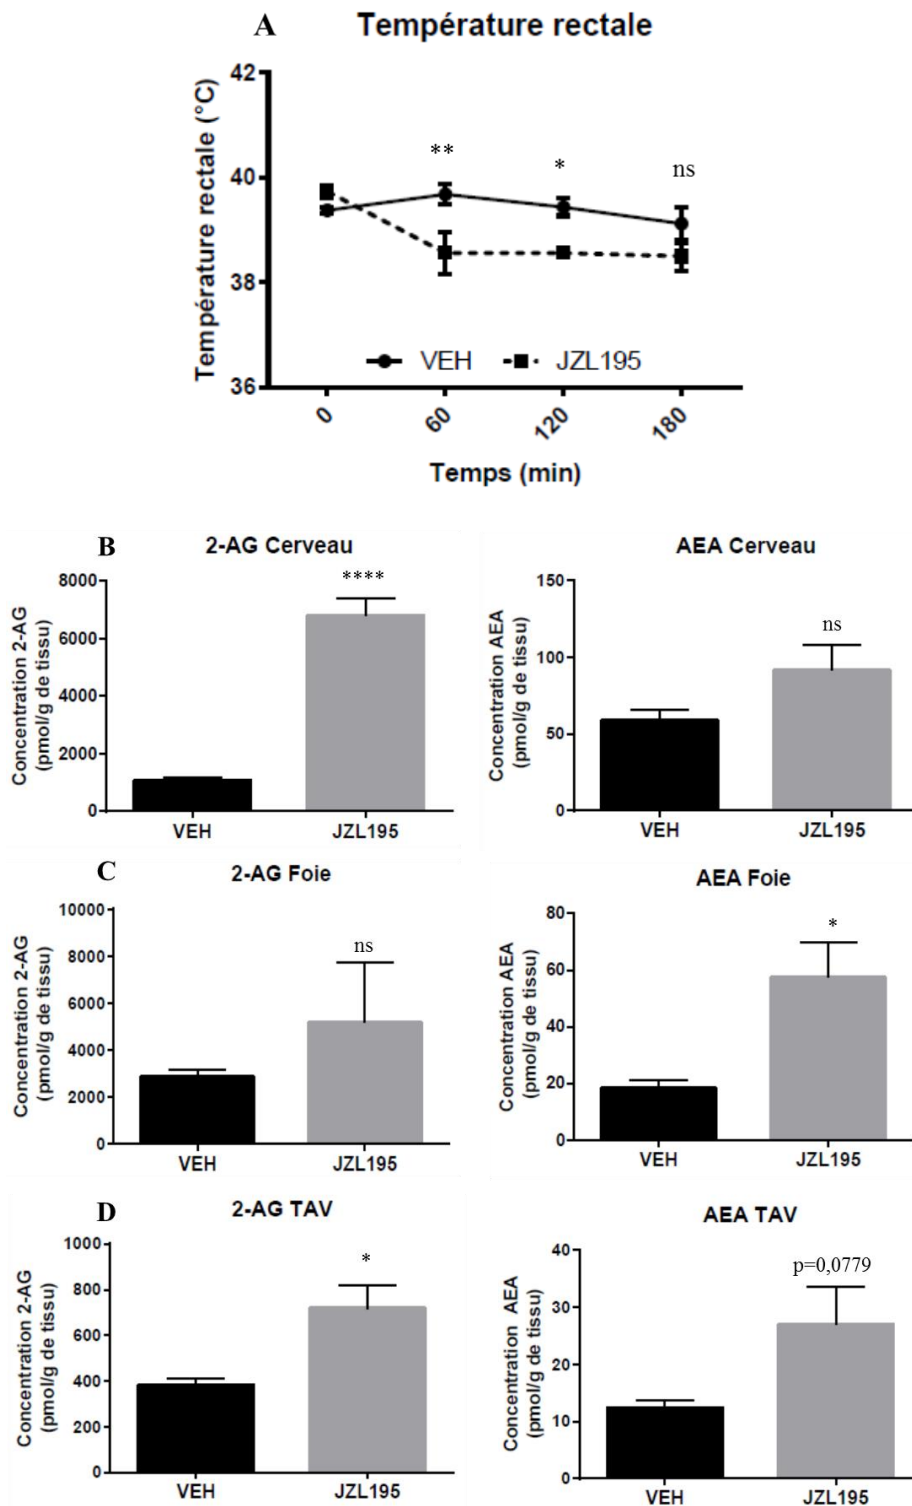 A Température rectale
Température rectale (°C)
42
40
38
36
**
*
ns
VEH JZL195
0 60 120 180
Temps (min)
B 2-AG Cerveau
Concentration 2-AG
(pmol/g de tissu)
8000
6000
4000
2000
0
****
VEH JZL195
AEA Cerveau
Concentration AEA
(pmol/g de tissu)
150
100
50
0
ns
VEH JZL195
C 2-AG Foie
Concentration 2-AG
(pmol/g de tissu)
10000
8000
6000
4000
2000
0
ns
VEH JZL195
AEA Foie
Concentration AEA
(pmol/g de tissu)
80
60
40
20
0
*
VEH JZL195
D 2-AG TAV
Concentration 2-AG
(pmol/g de tissu)
1000
800
600
400
200
0
*
VEH JZL195
AEA TAV
Concentration AEA
(pmol/g de tissu)
40
30
20
10
0
p=0,0779
VEH JZL195